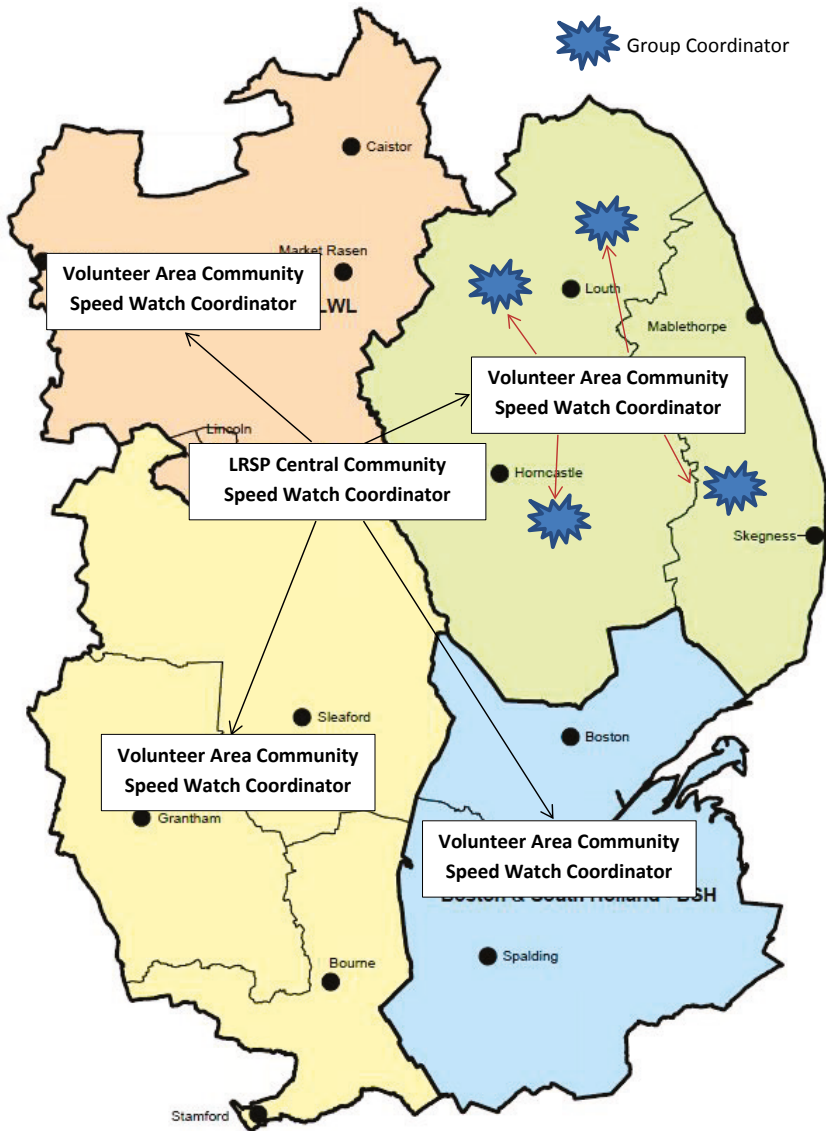 Group Coordinator
Caistor
Market Rasen
Volunteer Area Community
Speed Watch Coordinator
LWL
Louth
Mablethorpe
Volunteer Area Community
Speed Watch Coordinator
Lincoln
LRSP Central Community
Speed Watch Coordinator
Horncastle
Skegness
Sleaford
Boston
Volunteer Area Community
Speed Watch Coordinator
Grantham
Volunteer Area Community
Speed Watch Coordinator
Boston & South Holland - BSH
Bourne
Spalding
Stamford